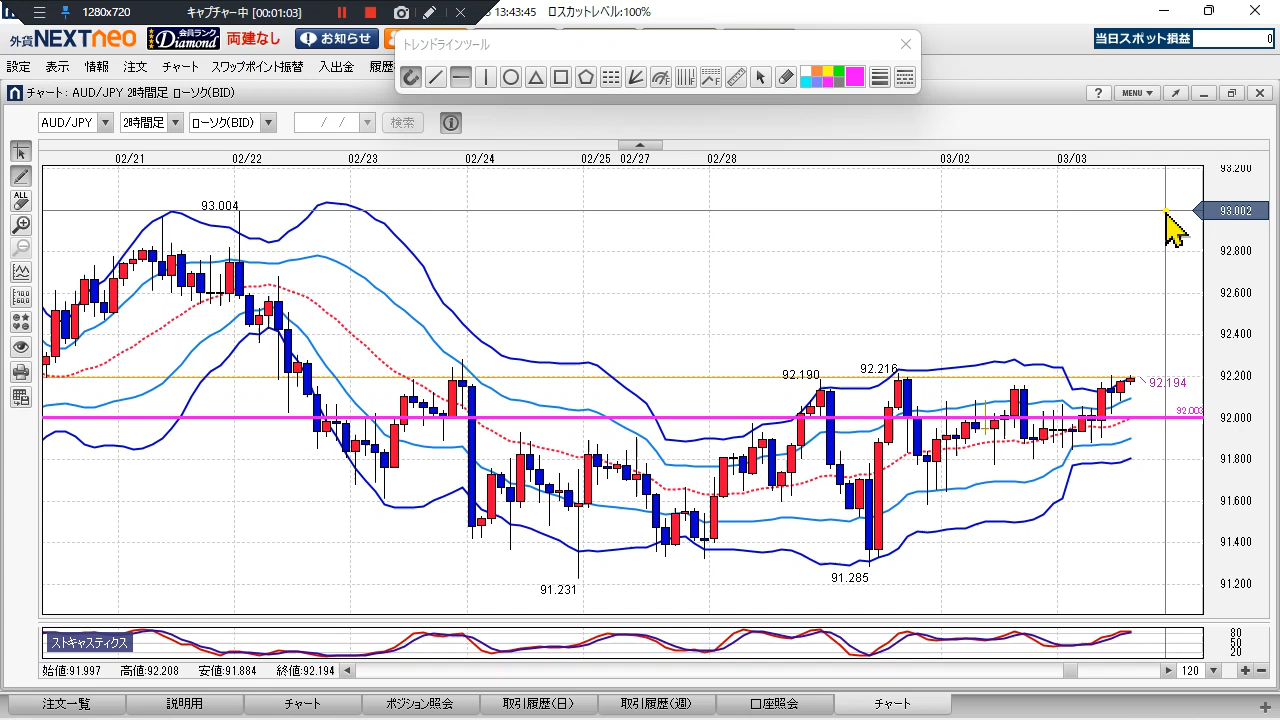 1280x720 キャプチャー中 [00:01:03] 13:43:45 ロスカットレベル:100%
外貨NEXTneo 会員ランク Diamond 両建なし お知らせ 当日スポット損益 0
トレンドラインツール
設定 表示 情報 注文 チャート スワップポイント振替 入出金 履歴
チャート : AUD/JPY 2時間足 ローソク(BID) ? MENU
AUD/JPY 2時間足 ローソク(BID) / / 検索
02/21 02/22 02/23 02/24 02/25 02/27 02/28 03/02 03/03
ALL
93.200
93.004
93.002
92.800
92.600
92.400
92.190 92.216 92.200
92.194
92.003
92.000
91.800
91.600
91.400
91.285
91.231 91.200
ストキャスティクス
80
50
20
始値:91.997 高値:92.208 安値:91.884 終値:92.194 120
注文一覧 説明用 チャート ポジション照会 取引履歴(日) 取引履歴(週) 口座照会 チャート